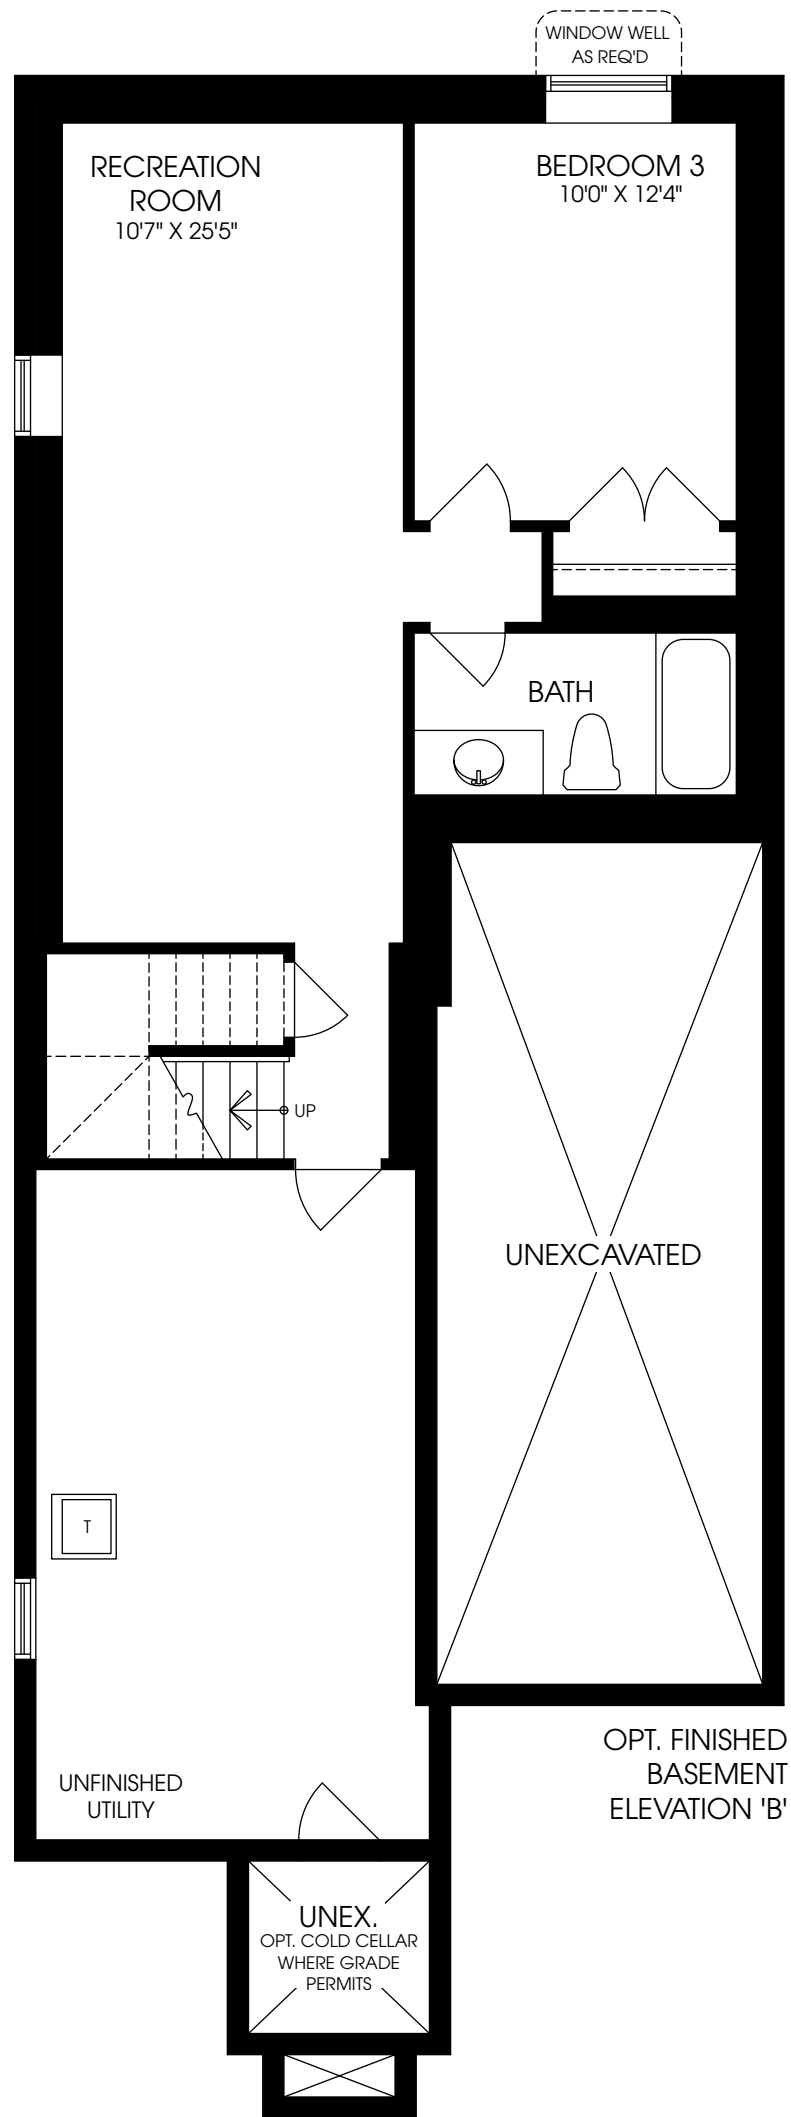 WINDOW WELL
AS REQ'D
RECREATION
ROOM
10'7" X 25'5"
BEDROOM 3
10'0" X 12'4"
BATH
UP
UNEXCAVATED
T
OPT. FINISHED
BASEMENT
ELEVATION 'B'
UNFINISHED
UTILITY
UNEX.
OPT. COLD CELLAR
WHERE GRADE
PERMITS